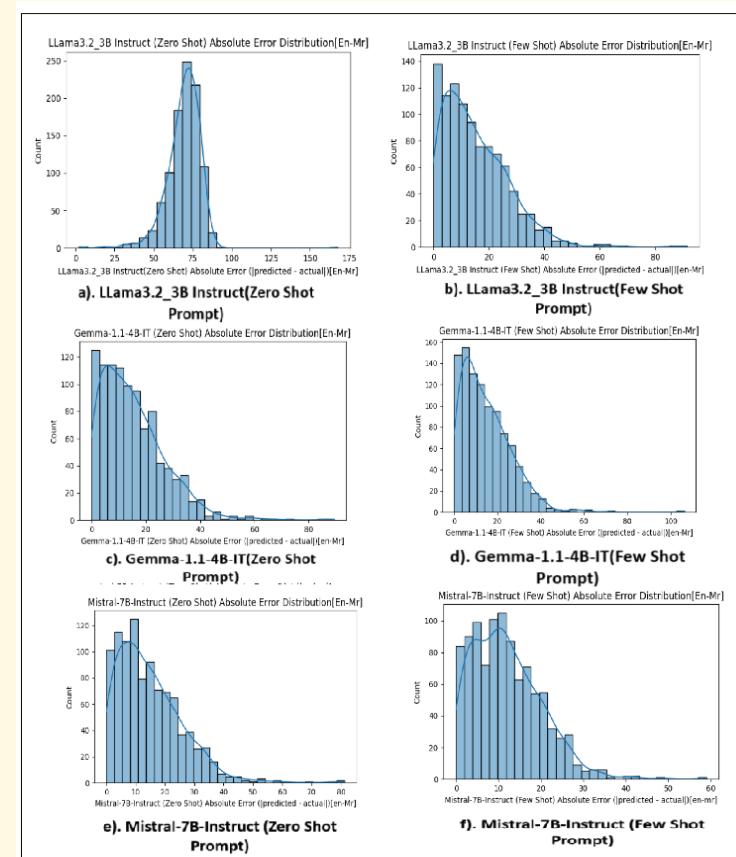 LLama3.2_3B Instruct (Zero Shot) Absolute Error Distribution[En-Mr]
250
200
150
100
50
0
Count
0 25 50 75 100 125 150 175
LLama3.2_3B Instruct(Zero Shot) Absolute Error (|predicted - actual|)[En-Mr]
a). LLama3.2_3B Instruct(Zero Shot
Prompt)
LLama3.2_3B Instruct (Few Shot) Absolute Error Distribution[En-Mr]
140
120
100
80
60
40
20
0
Count
0 20 40 60 80
LLama3.2_3B Instruct (Few Shot) Absolute Error (|predicted - actual|)[En-Mr]
b). LLama3.2_3B Instruct(Few Shot
Prompt)
Gemma-1.1-4B-IT (Zero Shot) Absolute Error Distribution[En-Mr]
120
100
80
60
40
20
0
Count
0 20 40 60 80
Gemma-1.1-4B-IT (Zero Shot) Absolute Error (|predicted - actual|)[En-Mr]
c). Gemma-1.1-4B-IT(Zero Shot
Prompt)
Gemma-1.1-4B-IT (Few Shot) Absolute Error Distribution[En-Mr]
160
140
120
100
80
60
40
20
0
Count
0 20 40 60 80 100
Gemma-1.1-4B-IT (Few Shot) Absolute Error (|predicted - actual|)[En-Mr]
d). Gemma-1.1-4B-IT(Few Shot
Prompt)
Mistral-7B-Instruct (Zero Shot) Absolute Error Distribution[En-Mr]
120
100
80
60
40
20
0
Count
0 10 20 30 40 50 60 70 80
Mistral-7B-Instruct (Zero Shot) Absolute Error (|predicted - actual|)[En-Mr]
e). Mistral-7B-Instruct (Zero Shot
Prompt)
Mistral-7B-Instruct (Few Shot) Absolute Error Distribution[En-Mr]
100
80
60
40
20
0
Count
0 10 20 30 40 50 60
Mistral-7B-Instruct (Few Shot) Absolute Error (|predicted - actual|)[en-mr]
f). Mistral-7B-Instruct (Few Shot
Prompt)